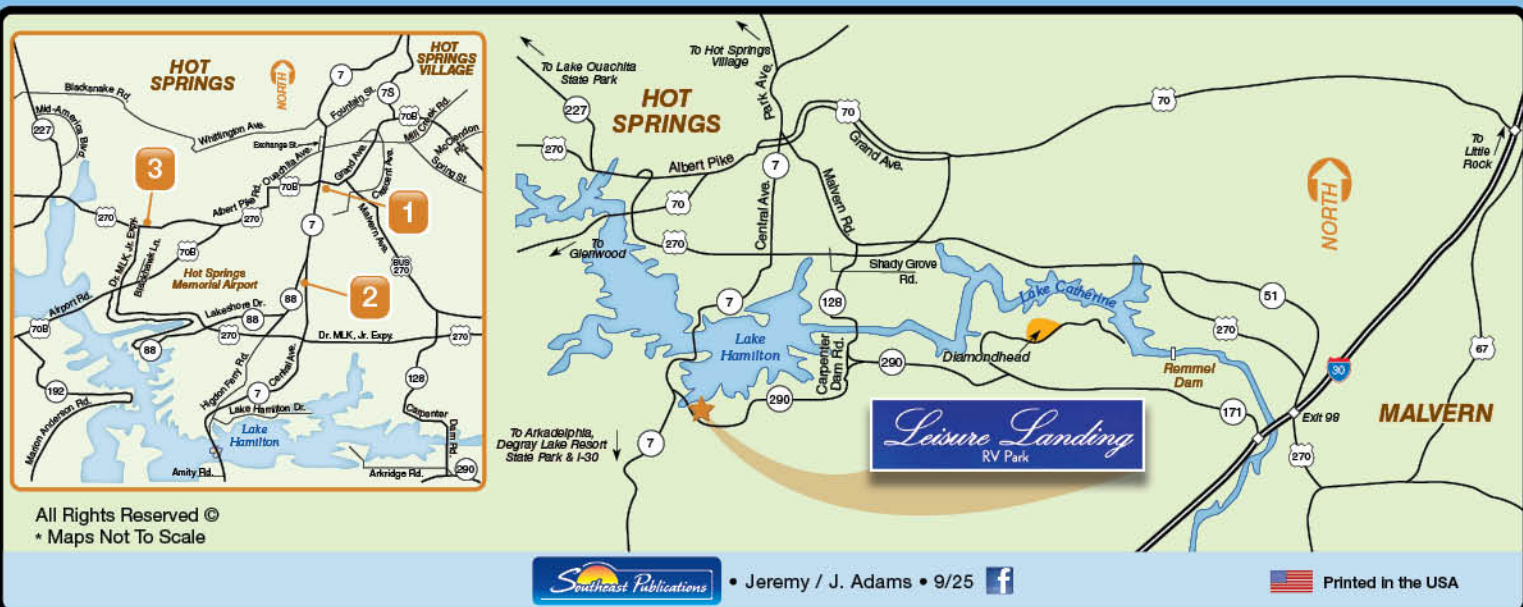 HOT
SPRINGS
NORTH
HOT
SPRINGS
VILLAGE
Blacksnake Rd.
Mid-America Blvd.
227
7
7S
Fountain St.
70B
Mill Creek Rd.
McClendon Rd.
Spring St.
Whittington Ave.
Exchange St.
Ouachita Ave.
Grand Ave.
Crescent Ave.
3
Albert Pike Rd.
70B
1
270
270
7
Malvern Ave.
Dr. MLK, Jr. Expy.
Blackhawk Ln.
70B
BUS
270
Hot Springs
Memorial Airport
2
Airport Rd.
88
Lakeshore Dr.
70B
88
270
Dr. MLK, Jr. Expy.
270
88
Higdon Ferry Rd.
Central Ave.
192
Marion Anderson Rd.
7
128
Lake Hamilton Dr.
Carpenter
Dam Rd.
Lake
Hamilton
Amity Rd.
Arkridge Rd.
290
All Rights Reserved ©
* Maps Not To Scale
To Lake Ouachita
State Park
To Hot Springs
Village
Park Ave.
227
HOT
SPRINGS
70
70
To
Little
Rock
270
Albert Pike
7
Grand Ave.
Malvern Rd.
Central Ave.
70
NORTH
To
Glenwood
270
Shady Grove
Rd.
7
128
Lake Catherine
51
270
Lake
Hamilton
Carpenter
Dam Rd.
Diamondhead
290
Remmel
Dam
30
67
290
171
Exit 98
MALVERN
To Arkadelphia,
Degray Lake Resort
State Park & I-30
7
Leisure Landing
RV Park
270
Southeast Publications
• Jeremy / J. Adams • 9/25
f
Printed in the USA